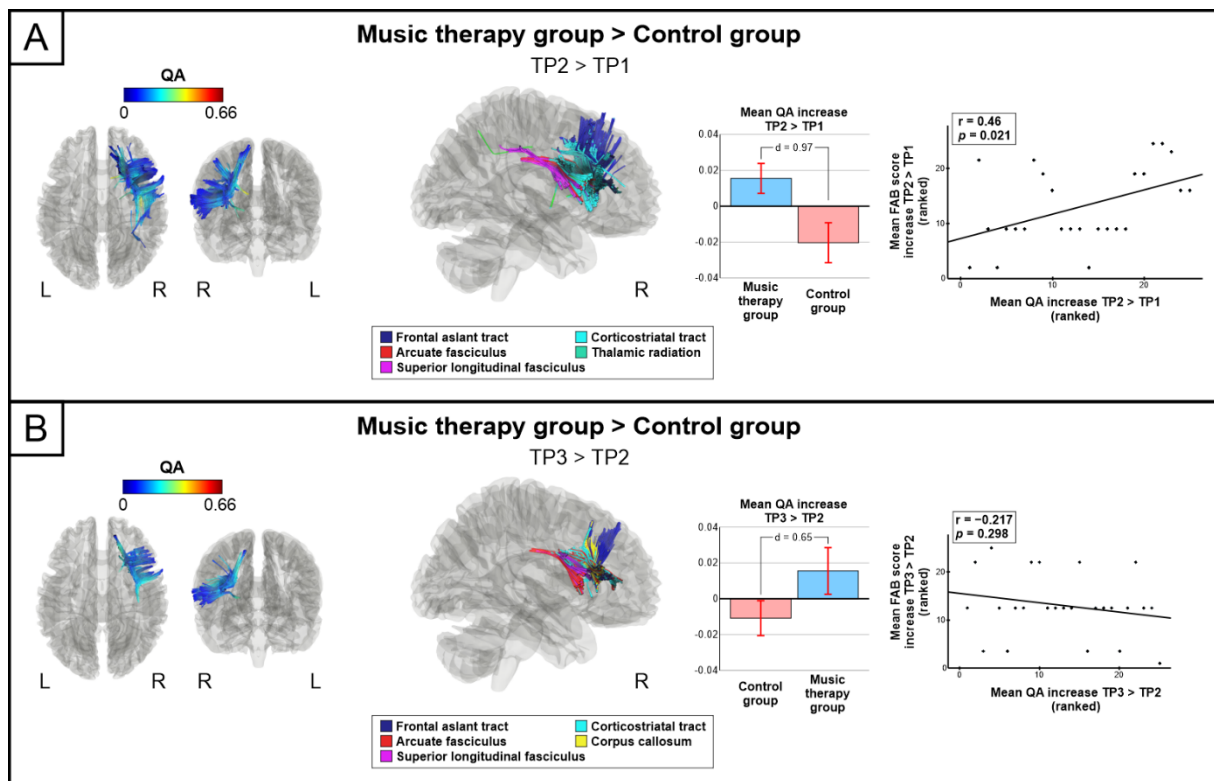 A
Music therapy group > Control group
TP2 > TP1
QA
0
0.66
L
R
R
L
R
Frontal aslant tract
Arcuate fasciculus
Superior longitudinal fasciculus
Corticostriatal tract
Thalamic radiation
Mean QA increase
TP2 > TP1
0.04
0.02
0
-0.02
-0.04
d = 0.97
Music
therapy
group
Control
group
r = 0.46
p = 0.021
Mean FAB score
increase TP2 > TP1
(ranked)
20
10
0
0
10
20
Mean QA increase TP2 > TP1
(ranked)
B
Music therapy group > Control group
TP3 > TP2
QA
0
0.66
L
R
R
L
R
Frontal aslant tract
Arcuate fasciculus
Superior longitudinal fasciculus
Corticostriatal tract
Corpus callosum
Mean QA increase
TP3 > TP2
0.04
0.02
0
-0.02
-0.04
d = 0.65
Control
group
Music
therapy
group
r = −0.217
p = 0.298
Mean FAB score
increase TP3 > TP2
(ranked)
20
10
0
0
10
20
Mean QA increase TP3 > TP2
(ranked)